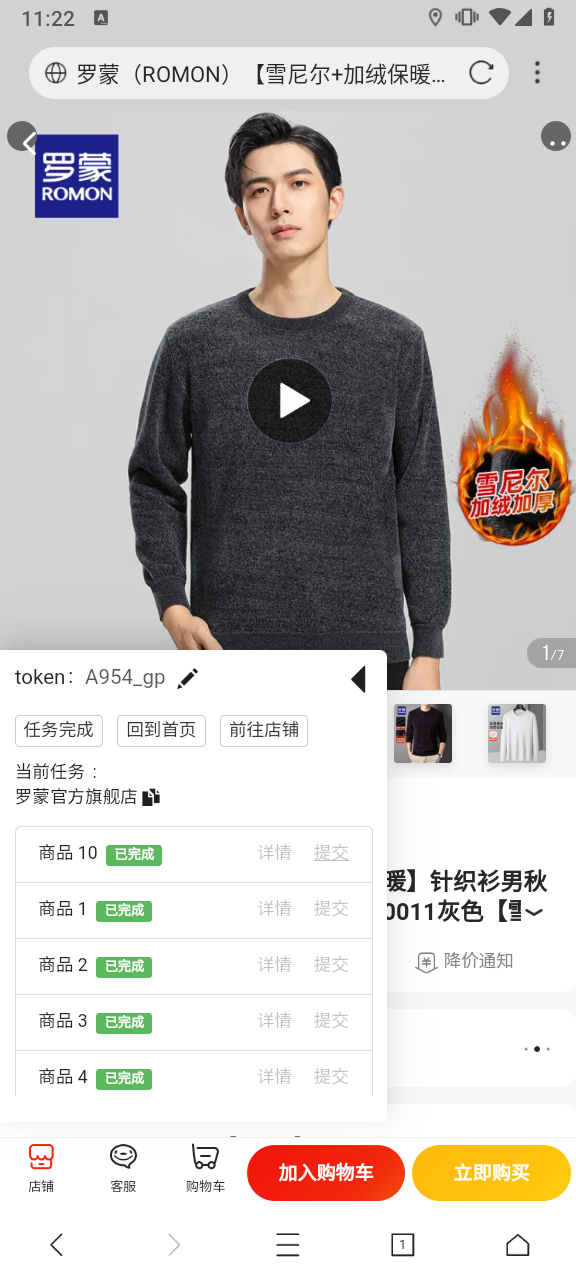 11:22 A
罗蒙（ROMON）【雪尼尔+加绒保暖...
罗蒙
ROMON
雪尼尔
加绒加厚
1/7
token： A954_gp
任务完成 回到首页 前往店铺
当前任务：
罗蒙官方旗舰店
商品 10 已完成 详情 提交
商品 1 已完成 详情 提交
商品 2 已完成 详情 提交
商品 3 已完成 详情 提交
商品 4 已完成 详情 提交
暖】针织衫男秋
0011灰色【雪
降价通知
店铺 客服 购物车 加入购物车 立即购买
1